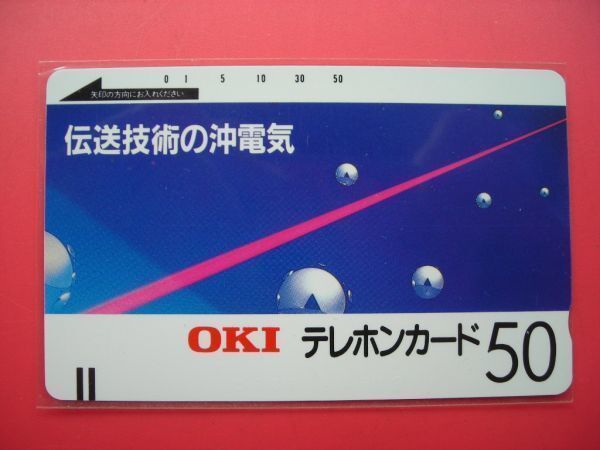 0 1 5 10 30 50
矢印の方向にお入れください
伝送技術の沖電気
OKI テレホンカード 50